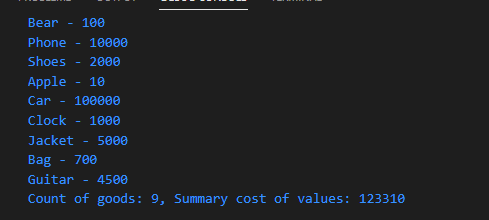 Bear - 100
Phone - 10000
Shoes - 2000
Apple - 10
Car - 100000
Clock - 1000
Jacket - 5000
Bag - 700
Guitar - 4500
Count of goods: 9, Summary cost of values: 123310